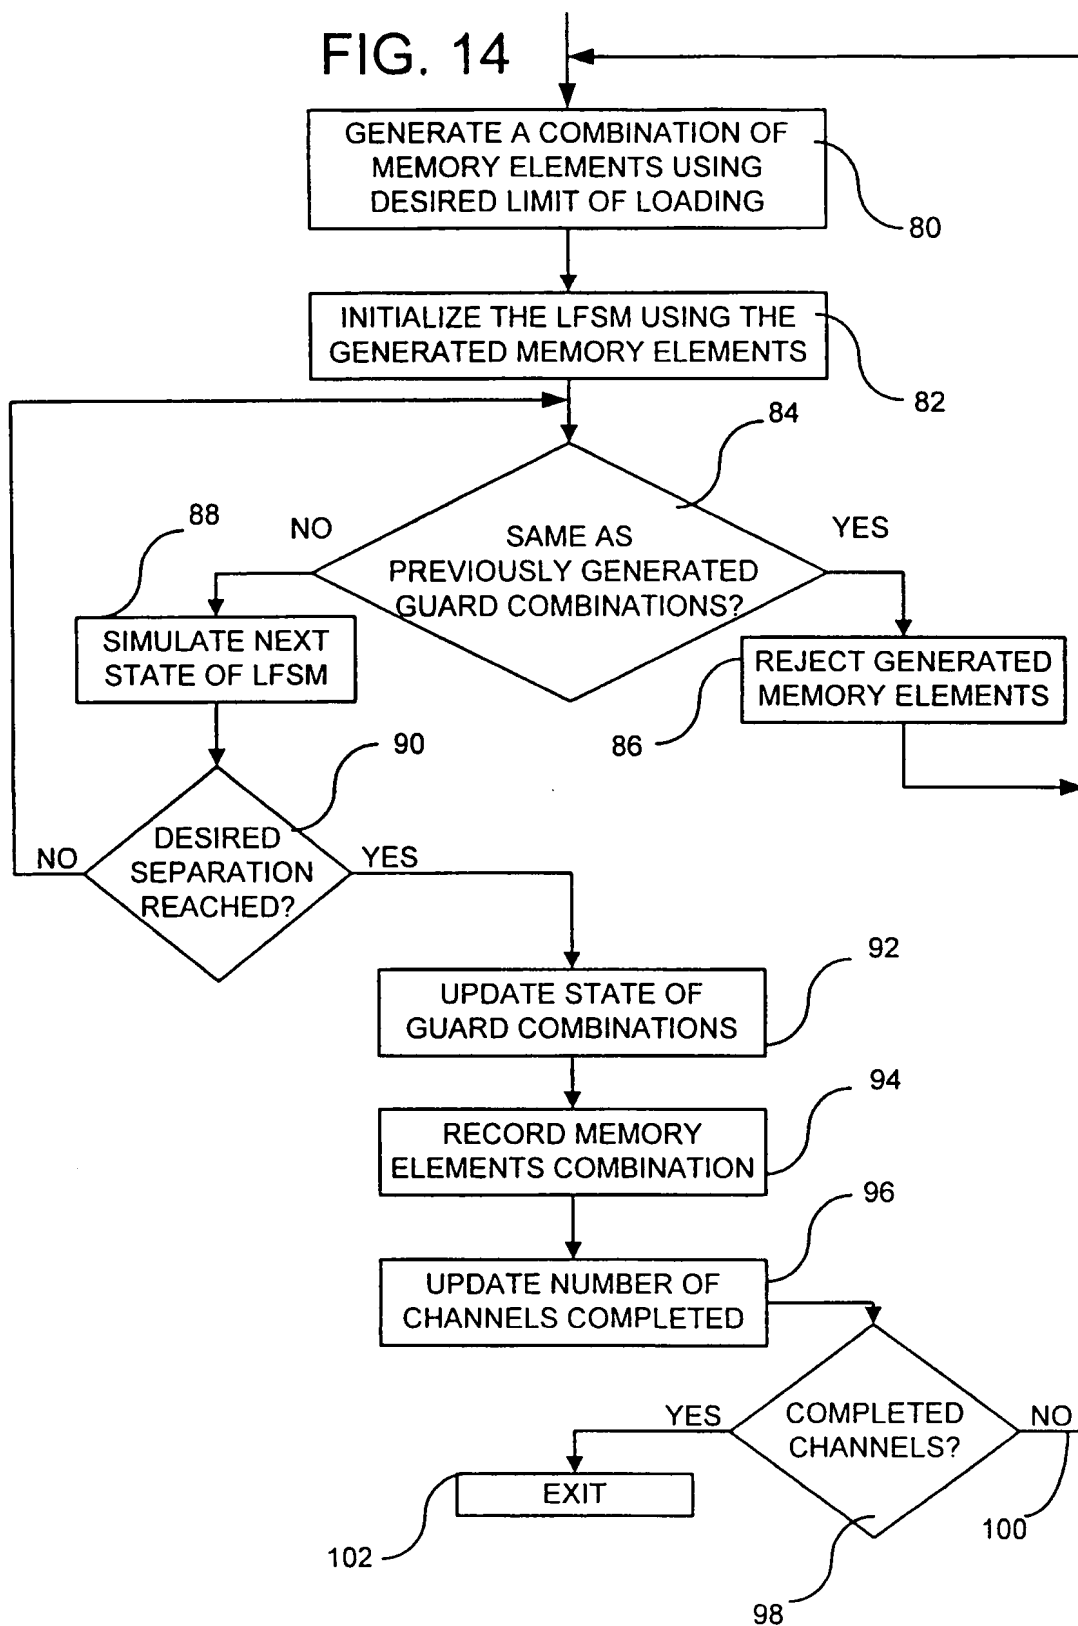 FIG. 14
GENERATE A COMBINATION OF
MEMORY ELEMENTS USING
DESIRED LIMIT OF LOADING
80
INITIALIZE THE LFSM USING THE
GENERATED MEMORY ELEMENTS
82
84
88
NO
SAME AS
PREVIOUSLY GENERATED
GUARD COMBINATIONS?
YES
SIMULATE NEXT
STATE OF LFSM
REJECT GENERATED
MEMORY ELEMENTS
86
90
NO
DESIRED
SEPARATION
REACHED?
YES
92
UPDATE STATE OF
GUARD COMBINATIONS
94
RECORD MEMORY
ELEMENTS COMBINATION
96
UPDATE NUMBER OF
CHANNELS COMPLETED
YES
COMPLETED
CHANNELS?
NO
EXIT
100
102
98